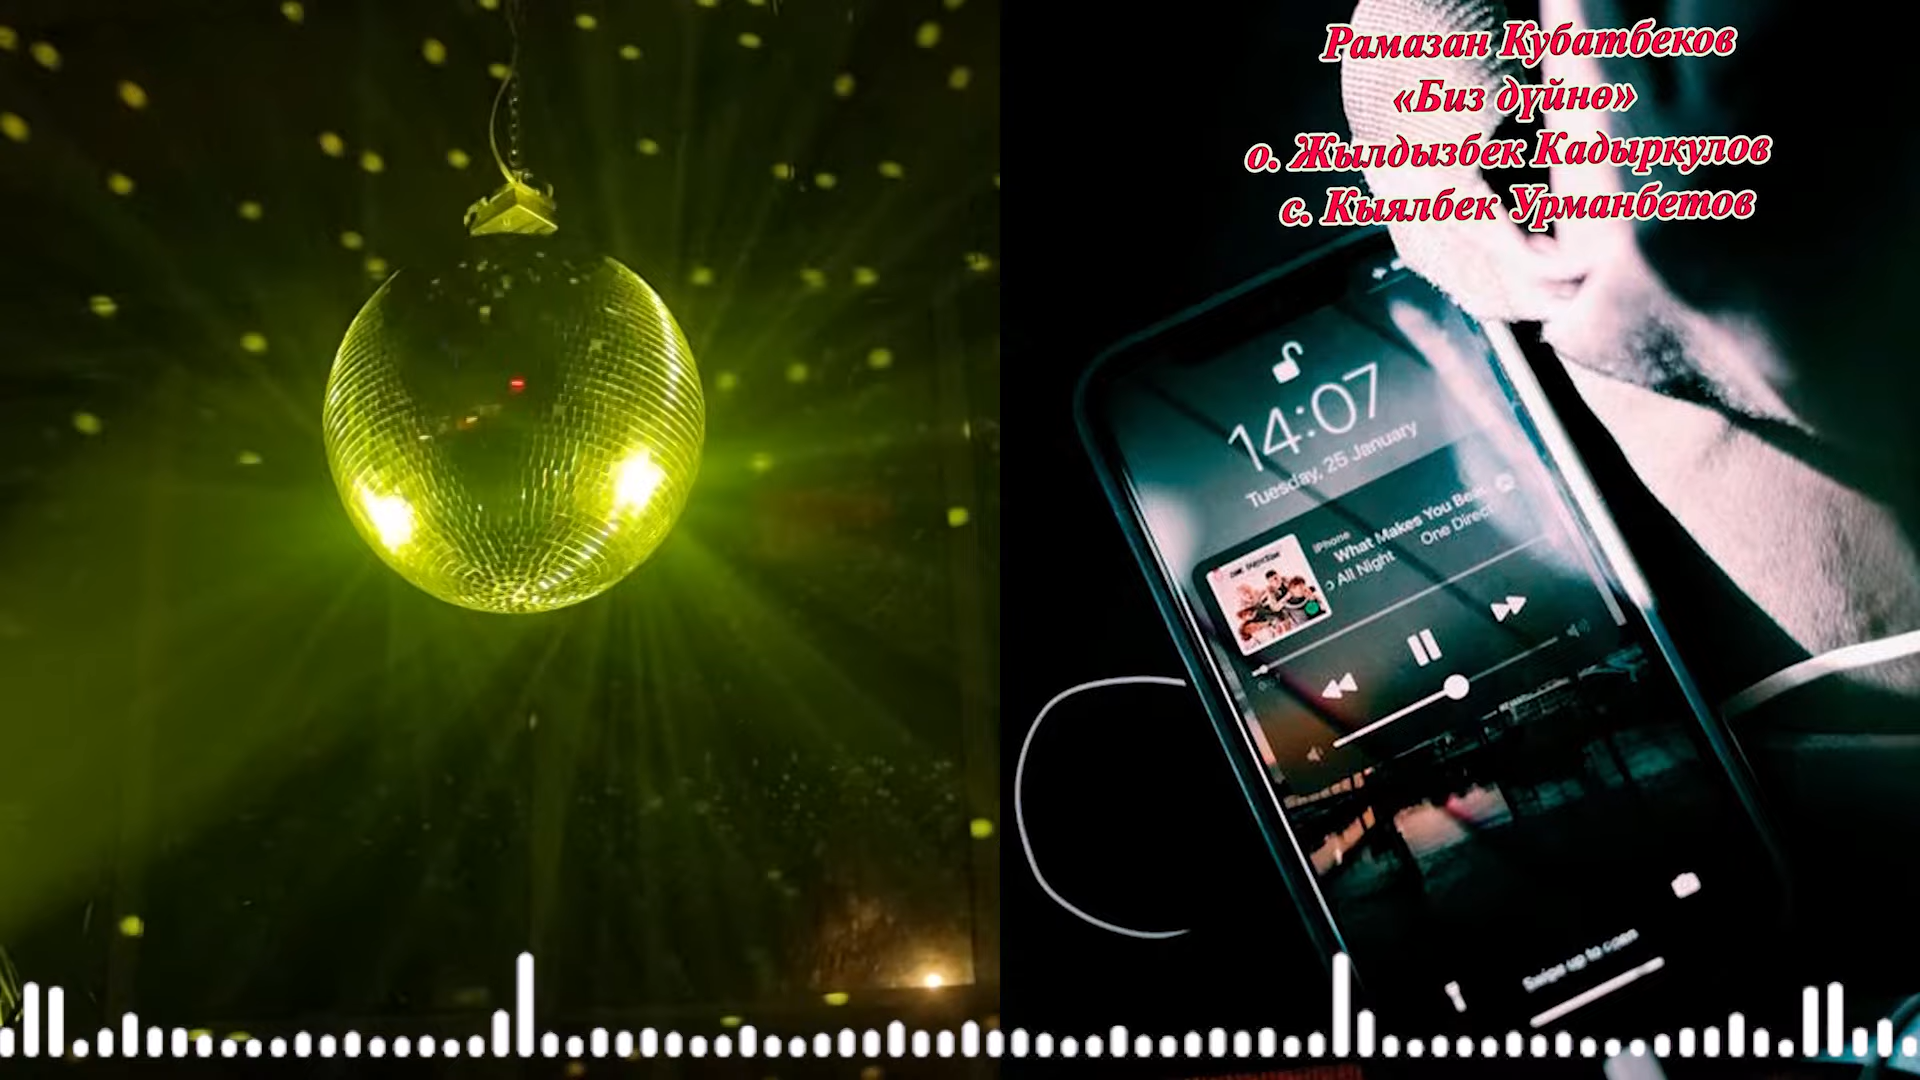 Рамазан Кубатбеков
«Биз дүйнө»
о. Жылдызбек Кадыркулов
с. Кыялбек Урманбетов
14:07
Tuesday, 25 January
iPhone
What Makes You Beau
One Direct
All Night
Swipe up to open